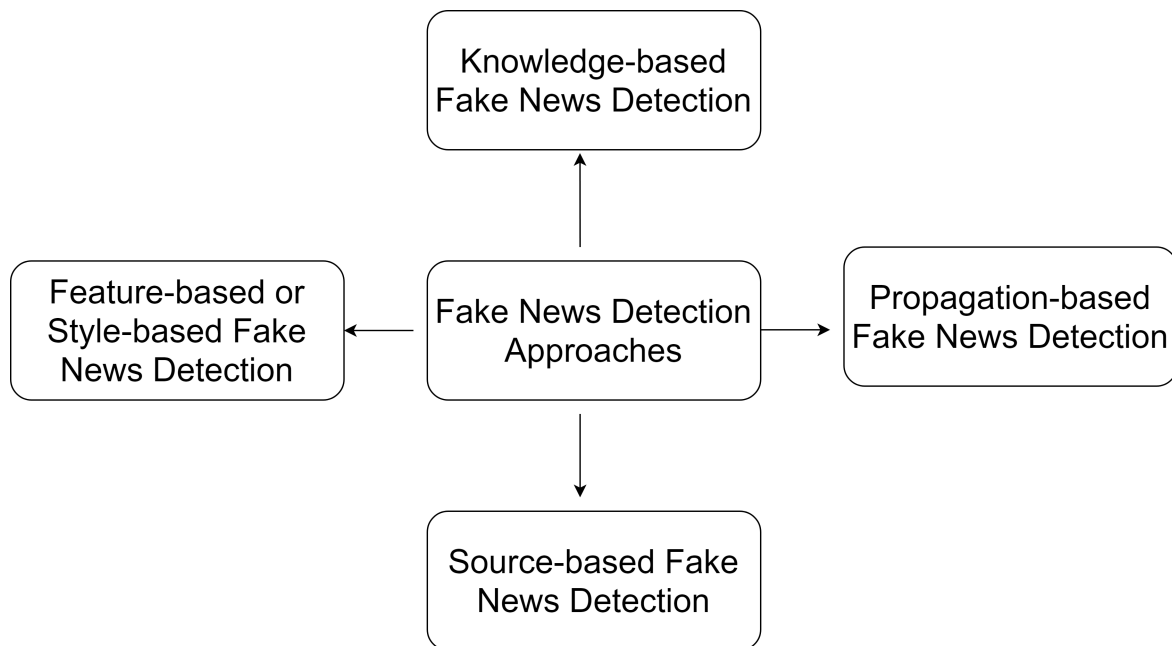 Knowledge-based
Fake News Detection
Feature-based or
Style-based Fake
News Detection
Fake News Detection
Approaches
Propagation-based
Fake News Detection
Source-based Fake
News Detection